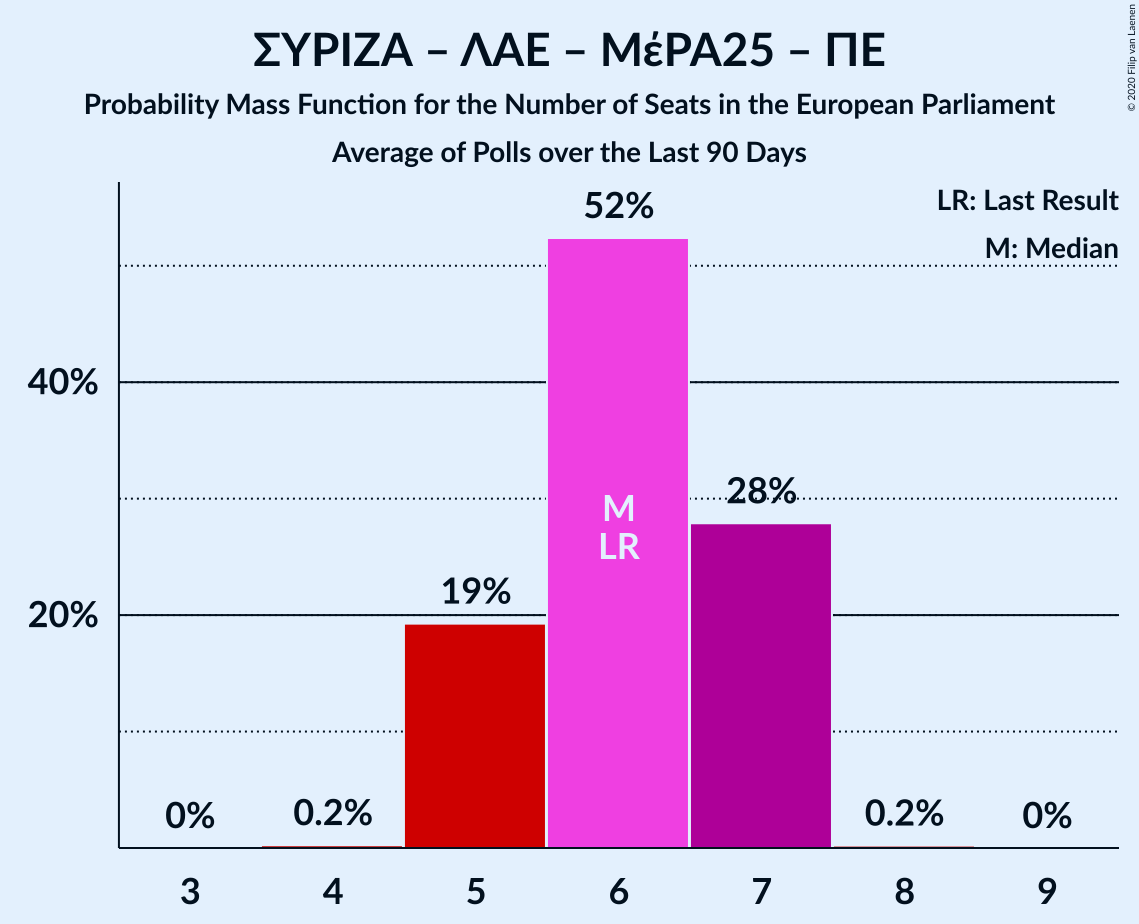 ΣΥΡΙΖΑ – ΛΑΕ – ΜέΡΑ25 – ΠΕ
Probability Mass Function for the Number of Seats in the European Parliament
Average of Polls over the Last 90 Days
© 2020 Filip van Laenen
LR: Last Result
M: Median
52%
40%
28%
M
LR
19%
20%
0%
0.2%
0.2%
0%
3 4 5 6 7 8 9